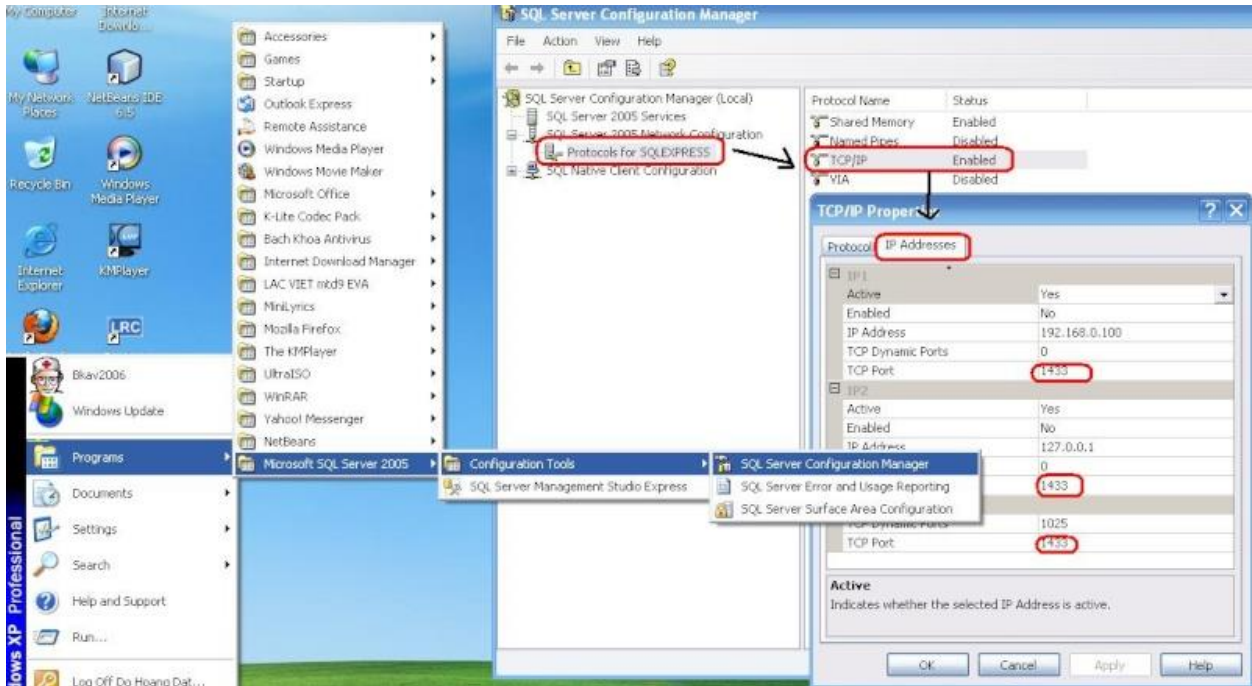 My Computer
Internet
Downlo...
My Network
Places
NetBeans IDE
6.5
Recycle Bin
Windows
Media Player
Internet
Explorer
KMPlayer
LRC
Bkav2006
Windows Update
Programs
Documents
Settings
Search
Help and Support
Run...
Log Off Do Hoang Dat...
dows XP Professional
Accessories
Games
Startup
Outlook Express
Remote Assistance
Windows Media Player
Windows Movie Maker
Microsoft Office
K-Lite Codec Pack
Bach Khoa Antivirus
Internet Download Manager
LAC VIET mtd9 EVA
MiniLyrics
Mozilla Firefox
The KMPlayer
UltraISO
WinRAR
Yahoo! Messenger
NetBeans
Microsoft SQL Server 2005
Configuration Tools
SQL Server Management Studio Express
SQL Server Configuration Manager
SQL Server Error and Usage Reporting
SQL Server Surface Area Configuration
SQL Server Configuration Manager
File Action View Help
SQL Server Configuration Manager (Local)
SQL Server 2005 Services
SQL Server 2005 Network Configuration
Protocols for SQLEXPRESS
SQL Native Client Configuration
Protocol Name Status
Shared Memory Enabled
Named Pipes Disabled
TCP/IP Enabled
VIA Disabled
TCP/IP Properties
Protocol IP Addresses
IP1
Active Yes
Enabled No
IP Address 192.168.0.100
TCP Dynamic Ports 0
TCP Port 1433
IP2
Active Yes
Enabled No
IP Address 127.0.0.1
0
1433
TCP Dynamic Ports 1025
TCP Port 1433
Active
Indicates whether the selected IP Address is active.
OK Cancel Apply Help